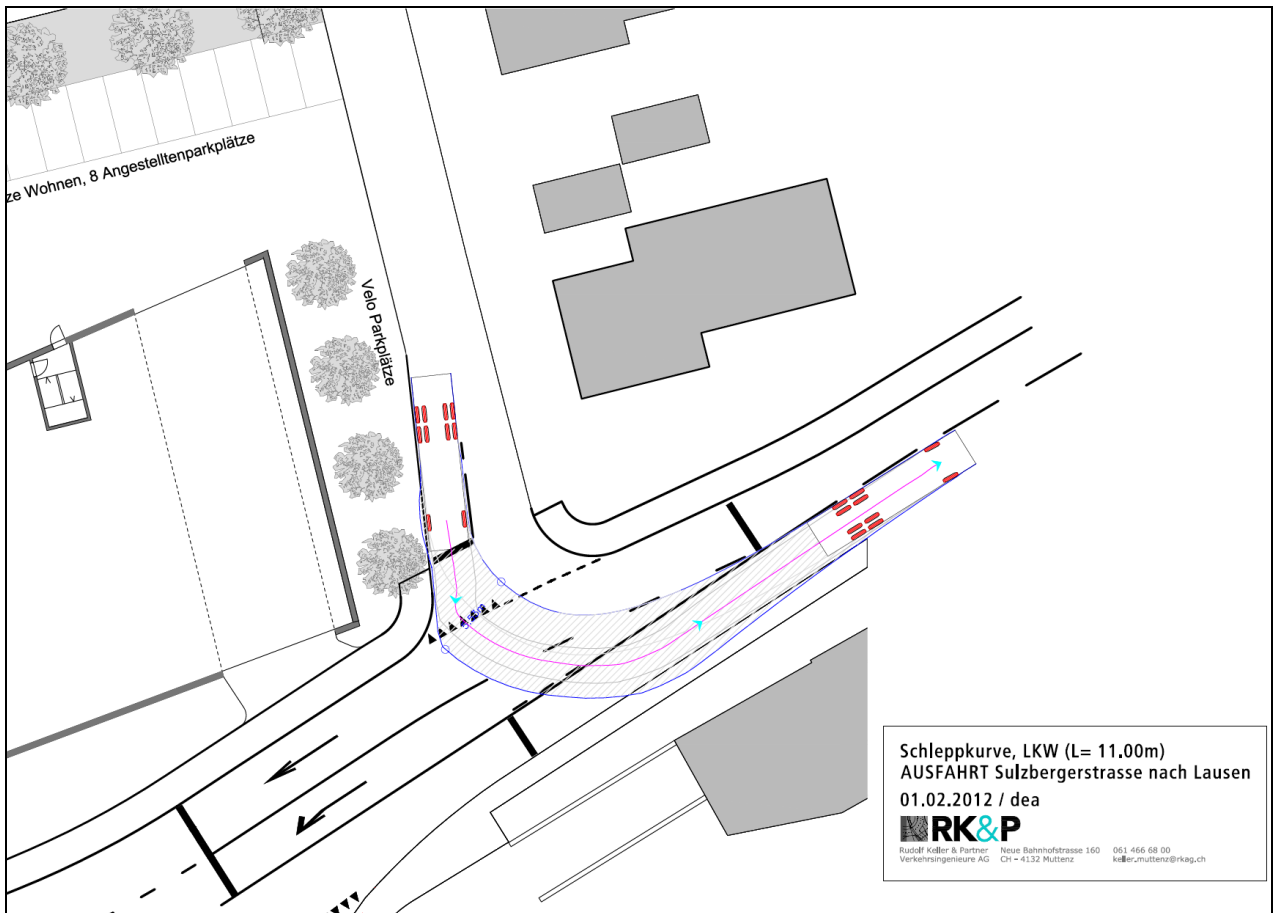 ze Wohnen, 8 Angestelltenparkplätze
Velo Parkplätze
Schleppkurve, LKW (L= 11.00m)
AUSFAHRT Sulzbergerstrasse nach Lausen
01.02.2012 / dea
RK&P
Rudolf Keller & Partner Neue Bahnhofstrasse 160 061 466 68 00
Verkehrsingenieure AG CH - 4132 Muttenz keller.muttenz@rkag.ch